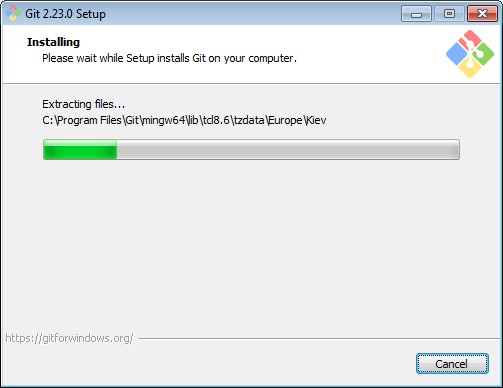 Git 2.23.0 Setup
Installing
Please wait while Setup installs Git on your computer.
Extracting files...
C:\Program Files\Git\mingw64\lib\tcl8.6\tzdata\Europe\Kiev
https://gitforwindows.org/
Cancel